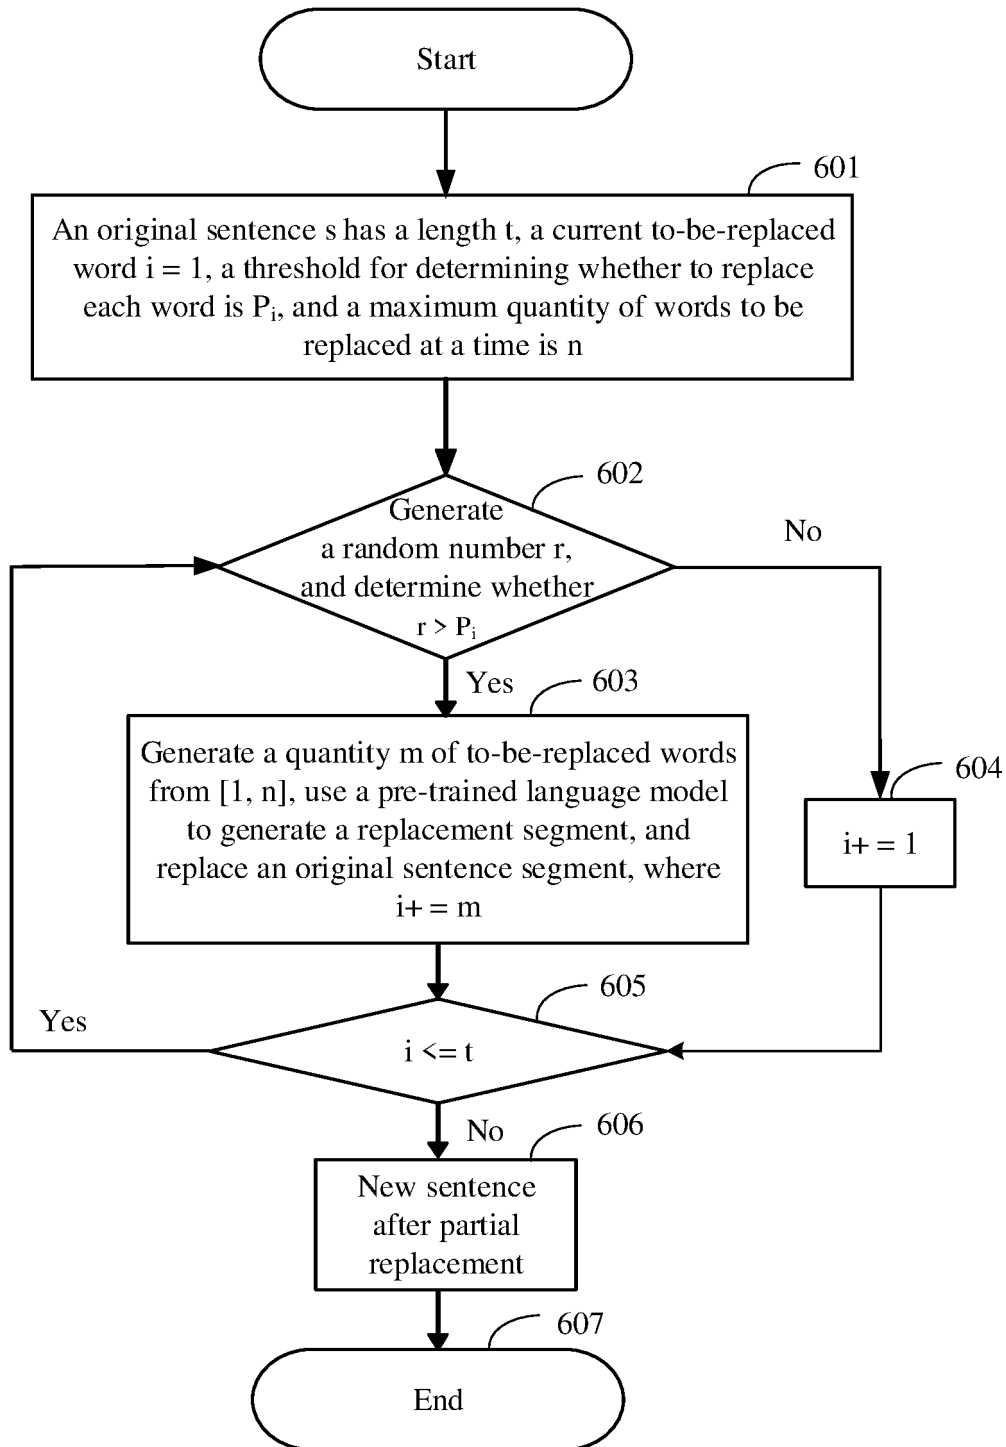 Start
601
An original sentence s has a length t, a current to-be-replaced
word i = 1, a threshold for determining whether to replace
each word is Pᵢ, and a maximum quantity of words to be
replaced at a time is n
602
Generate
a random number r,
and determine whether
r > Pᵢ
No
Yes
603
Generate a quantity m of to-be-replaced words
from [1, n], use a pre-trained language model
to generate a replacement segment, and
replace an original sentence segment, where
i+ = m
604
i+ = 1
605
Yes
i <= t
No
606
New sentence
after partial
replacement
607
End